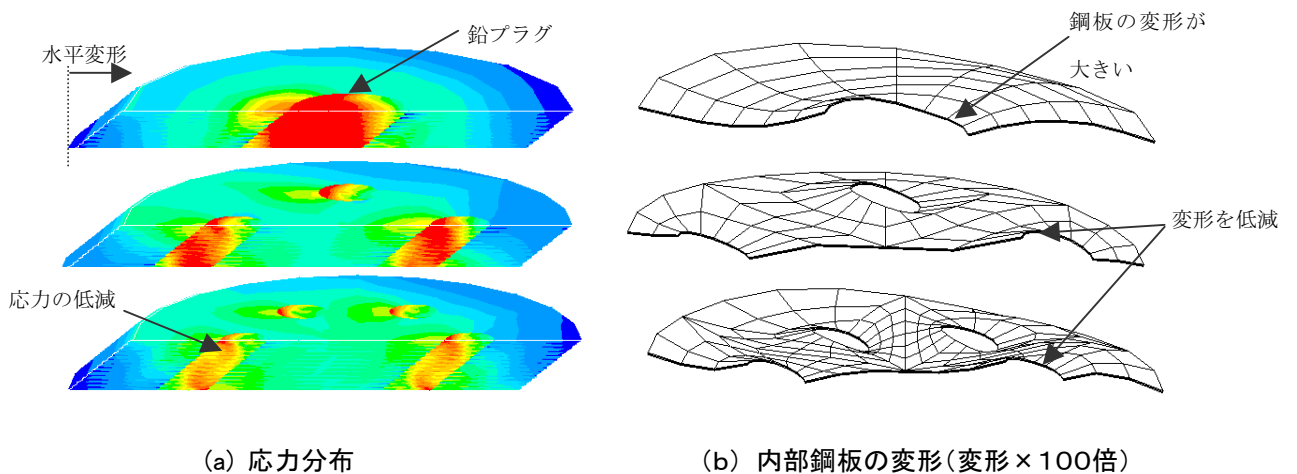 水平変形
鉛プラグ
応力の低減
(a) 応力分布
鋼板の変形が
大きい
変形を低減
(b) 内部鋼板の変形(変形×100倍)